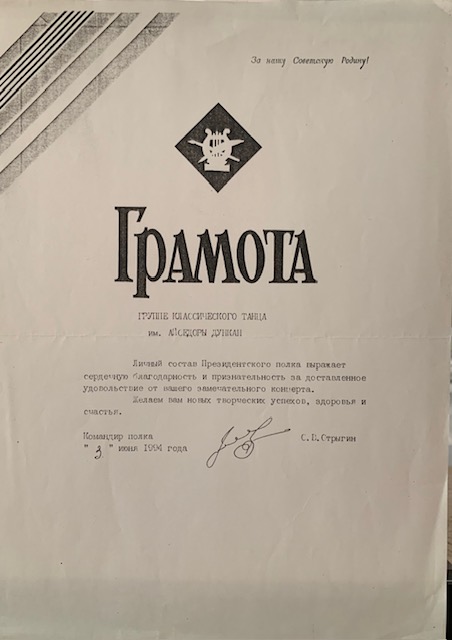 За нашу Советскую Родину!
ГРАМОТА
ГРУППЕ КЛАССИЧЕСКОГО ТАНЦА
им. АЙСЕДОРЫ ДУНКАН
Личный состав Президентского полка выражает
сердечную благодарность и признательность за доставленное
удовольствие от вашего замечательного концерта.
Желаем вам новых творческих успехов, здоровья и
счастья.
Командир полка С.П.Стрыгин
" 3 " июня 1994 года